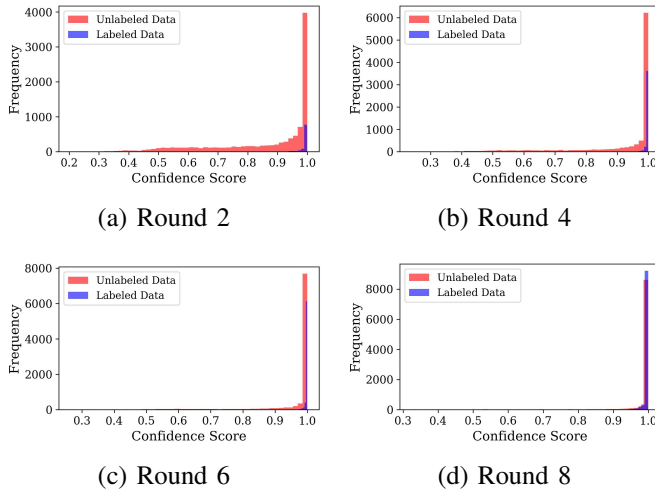 4000
3000
2000
1000
0
Frequency
Unlabeled Data
Labeled Data
0.2 0.3 0.4 0.5 0.6 0.7 0.8 0.9 1.0
Confidence Score
(a) Round 2
6000
5000
4000
3000
2000
1000
0
Frequency
Unlabeled Data
Labeled Data
0.3 0.4 0.5 0.6 0.7 0.8 0.9 1.0
Confidence Score
(b) Round 4
8000
6000
4000
2000
0
Frequency
Unlabeled Data
Labeled Data
0.3 0.4 0.5 0.6 0.7 0.8 0.9 1.0
Confidence Score
(c) Round 6
8000
6000
4000
2000
0
Frequency
Unlabeled Data
Labeled Data
0.3 0.4 0.5 0.6 0.7 0.8 0.9 1.0
Confidence Score
(d) Round 8